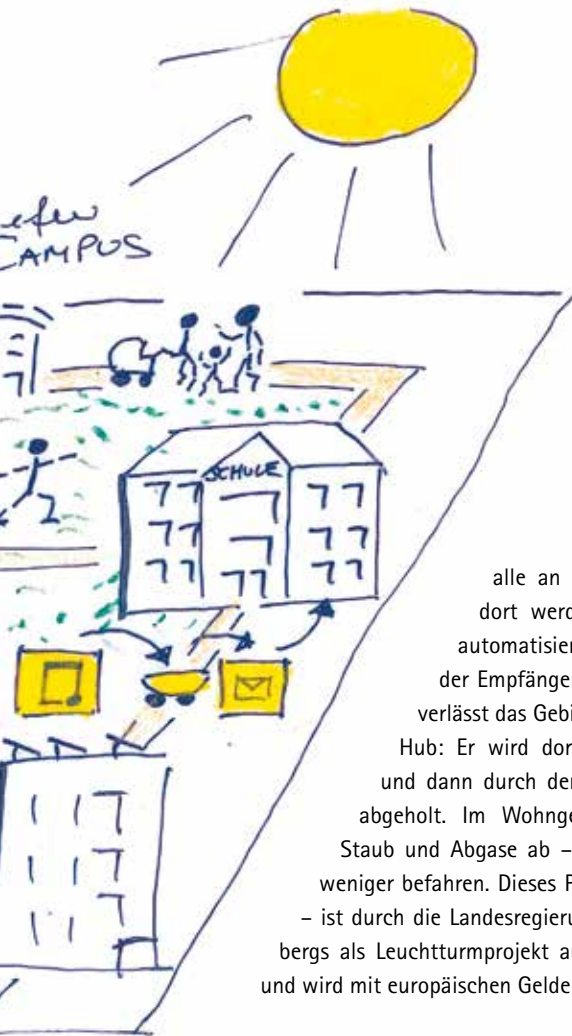 CAMPUS
SCHULE
alle an
dort werd
automatisier
der Empfänge
verlässt das Gebi
Hub: Er wird dor
und dann durch der
abgeholt. Im Wohnge
Staub und Abgase ab –
weniger befahren. Dieses P
– ist durch die Landesregieru
bergs als Leuchtturmprojekt a
und wird mit europäischen Gelde